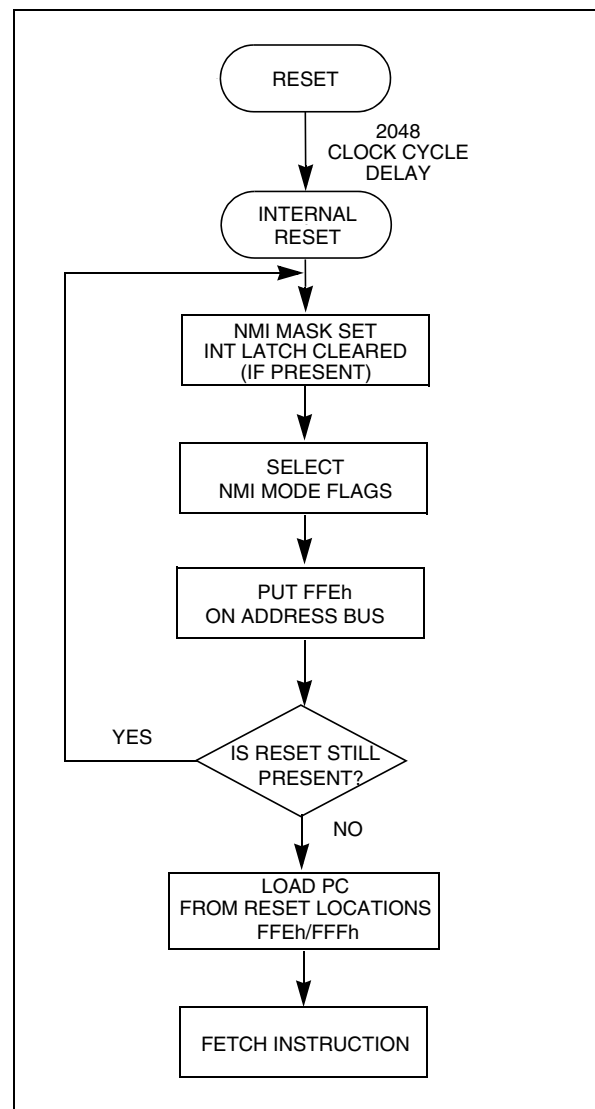 RESET
2048
CLOCK CYCLE
DELAY
INTERNAL
RESET
NMI MASK SET
INT LATCH CLEARED
(IF PRESENT)
SELECT
NMI MODE FLAGS
PUT FFEh
ON ADDRESS BUS
YES
IS RESET STILL
PRESENT?
NO
LOAD PC
FROM RESET LOCATIONS
FFEh/FFFh
FETCH INSTRUCTION